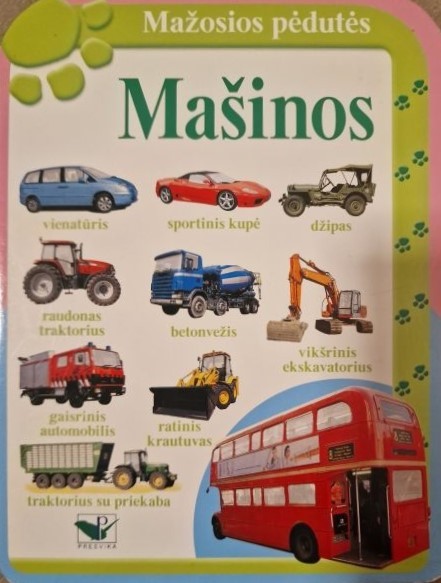 Mažosios pėdutės
Mašinos
vienatūris
sportinis kupė
džipas
raudonas
traktorius
betonvežis
vikšrinis
ekskavatorius
gaisrinis
automobilis
ratinis
krautuvas
traktorius su priekaba
PRESVIKA